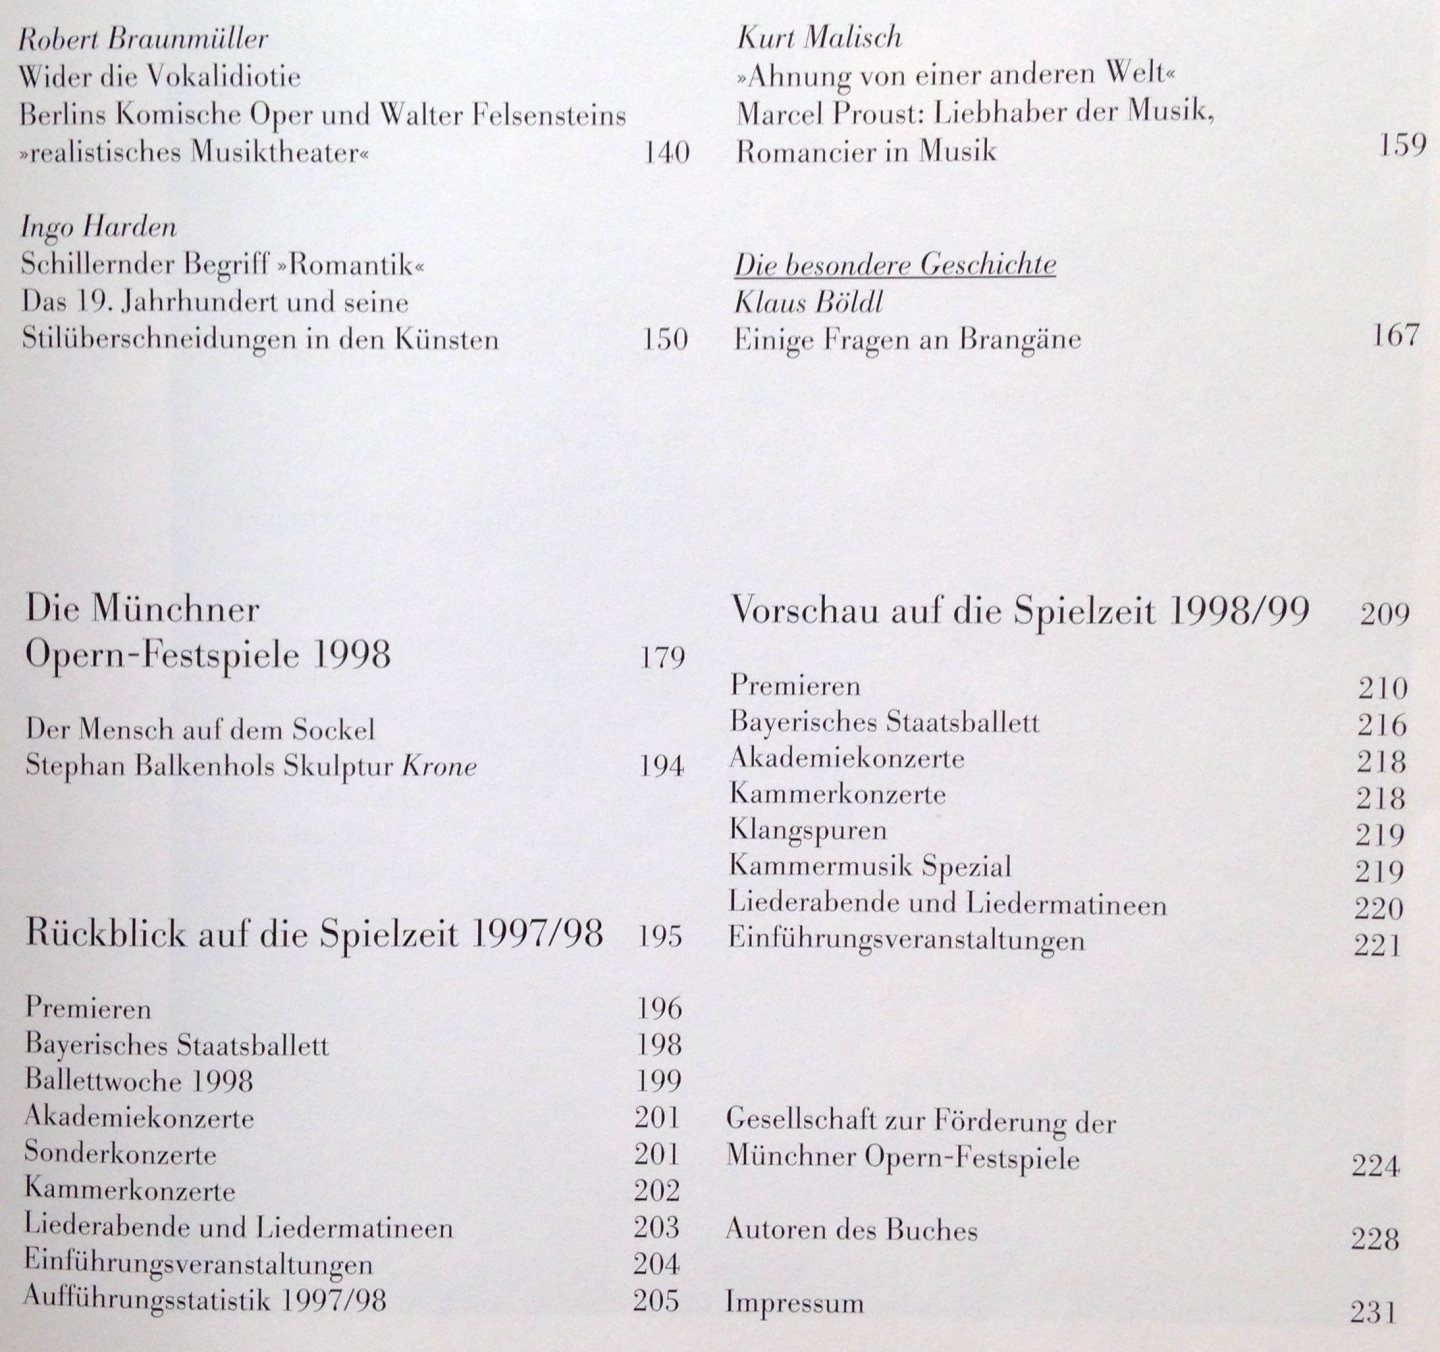 Robert Braunmüller
Wider die Vokalidiotie
Berlins Komische Oper und Walter Felsensteins
»realistisches Musiktheater« 140
Ingo Harden
Schillernder Begriff »Romantik«
Das 19. Jahrhundert und seine
Stilüberschneidungen in den Künsten 150
Kurt Malisch
»Ahnung von einer anderen Welt«
Marcel Proust: Liebhaber der Musik,
Romancier in Musik 159
Die besondere Geschichte
Klaus Böldl
Einige Fragen an Brangäne 167
Die Münchner
Opern-Festspiele 1998 179
Der Mensch auf dem Sockel
Stephan Balkenhols Skulptur Krone 194
Rückblick auf die Spielzeit 1997/98 195
Premieren 196
Bayerisches Staatsballett 198
Ballettwoche 1998 199
Akademiekonzerte 201
Sonderkonzerte 201
Kammerkonzerte 202
Liederabende und Liedermatineen 203
Einführungsveranstaltungen 204
Aufführungsstatistik 1997/98 205
Vorschau auf die Spielzeit 1998/99 209
Premieren 210
Bayerisches Staatsballett 216
Akademiekonzerte 218
Kammerkonzerte 218
Klangspuren 219
Kammermusik Spezial 219
Liederabende und Liedermatineen 220
Einführungsveranstaltungen 221
Gesellschaft zur Förderung der
Münchner Opern-Festspiele 224
Autoren des Buches 228
Impressum 231